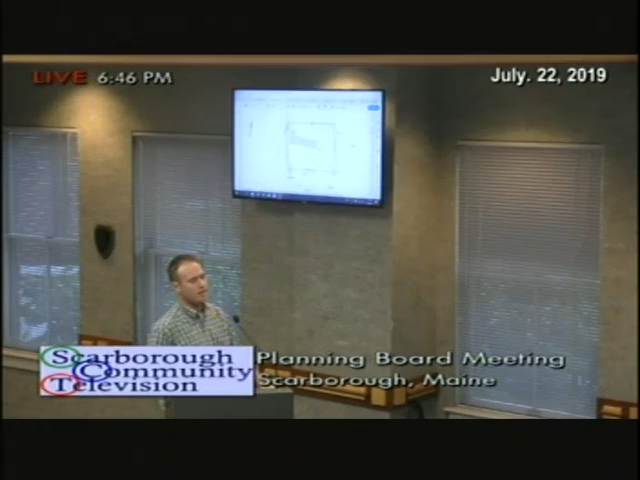 LIVE 6:46 PM
July. 22, 2019
Scarborough
Community
Television
Planning Board Meeting
Scarborough, Maine